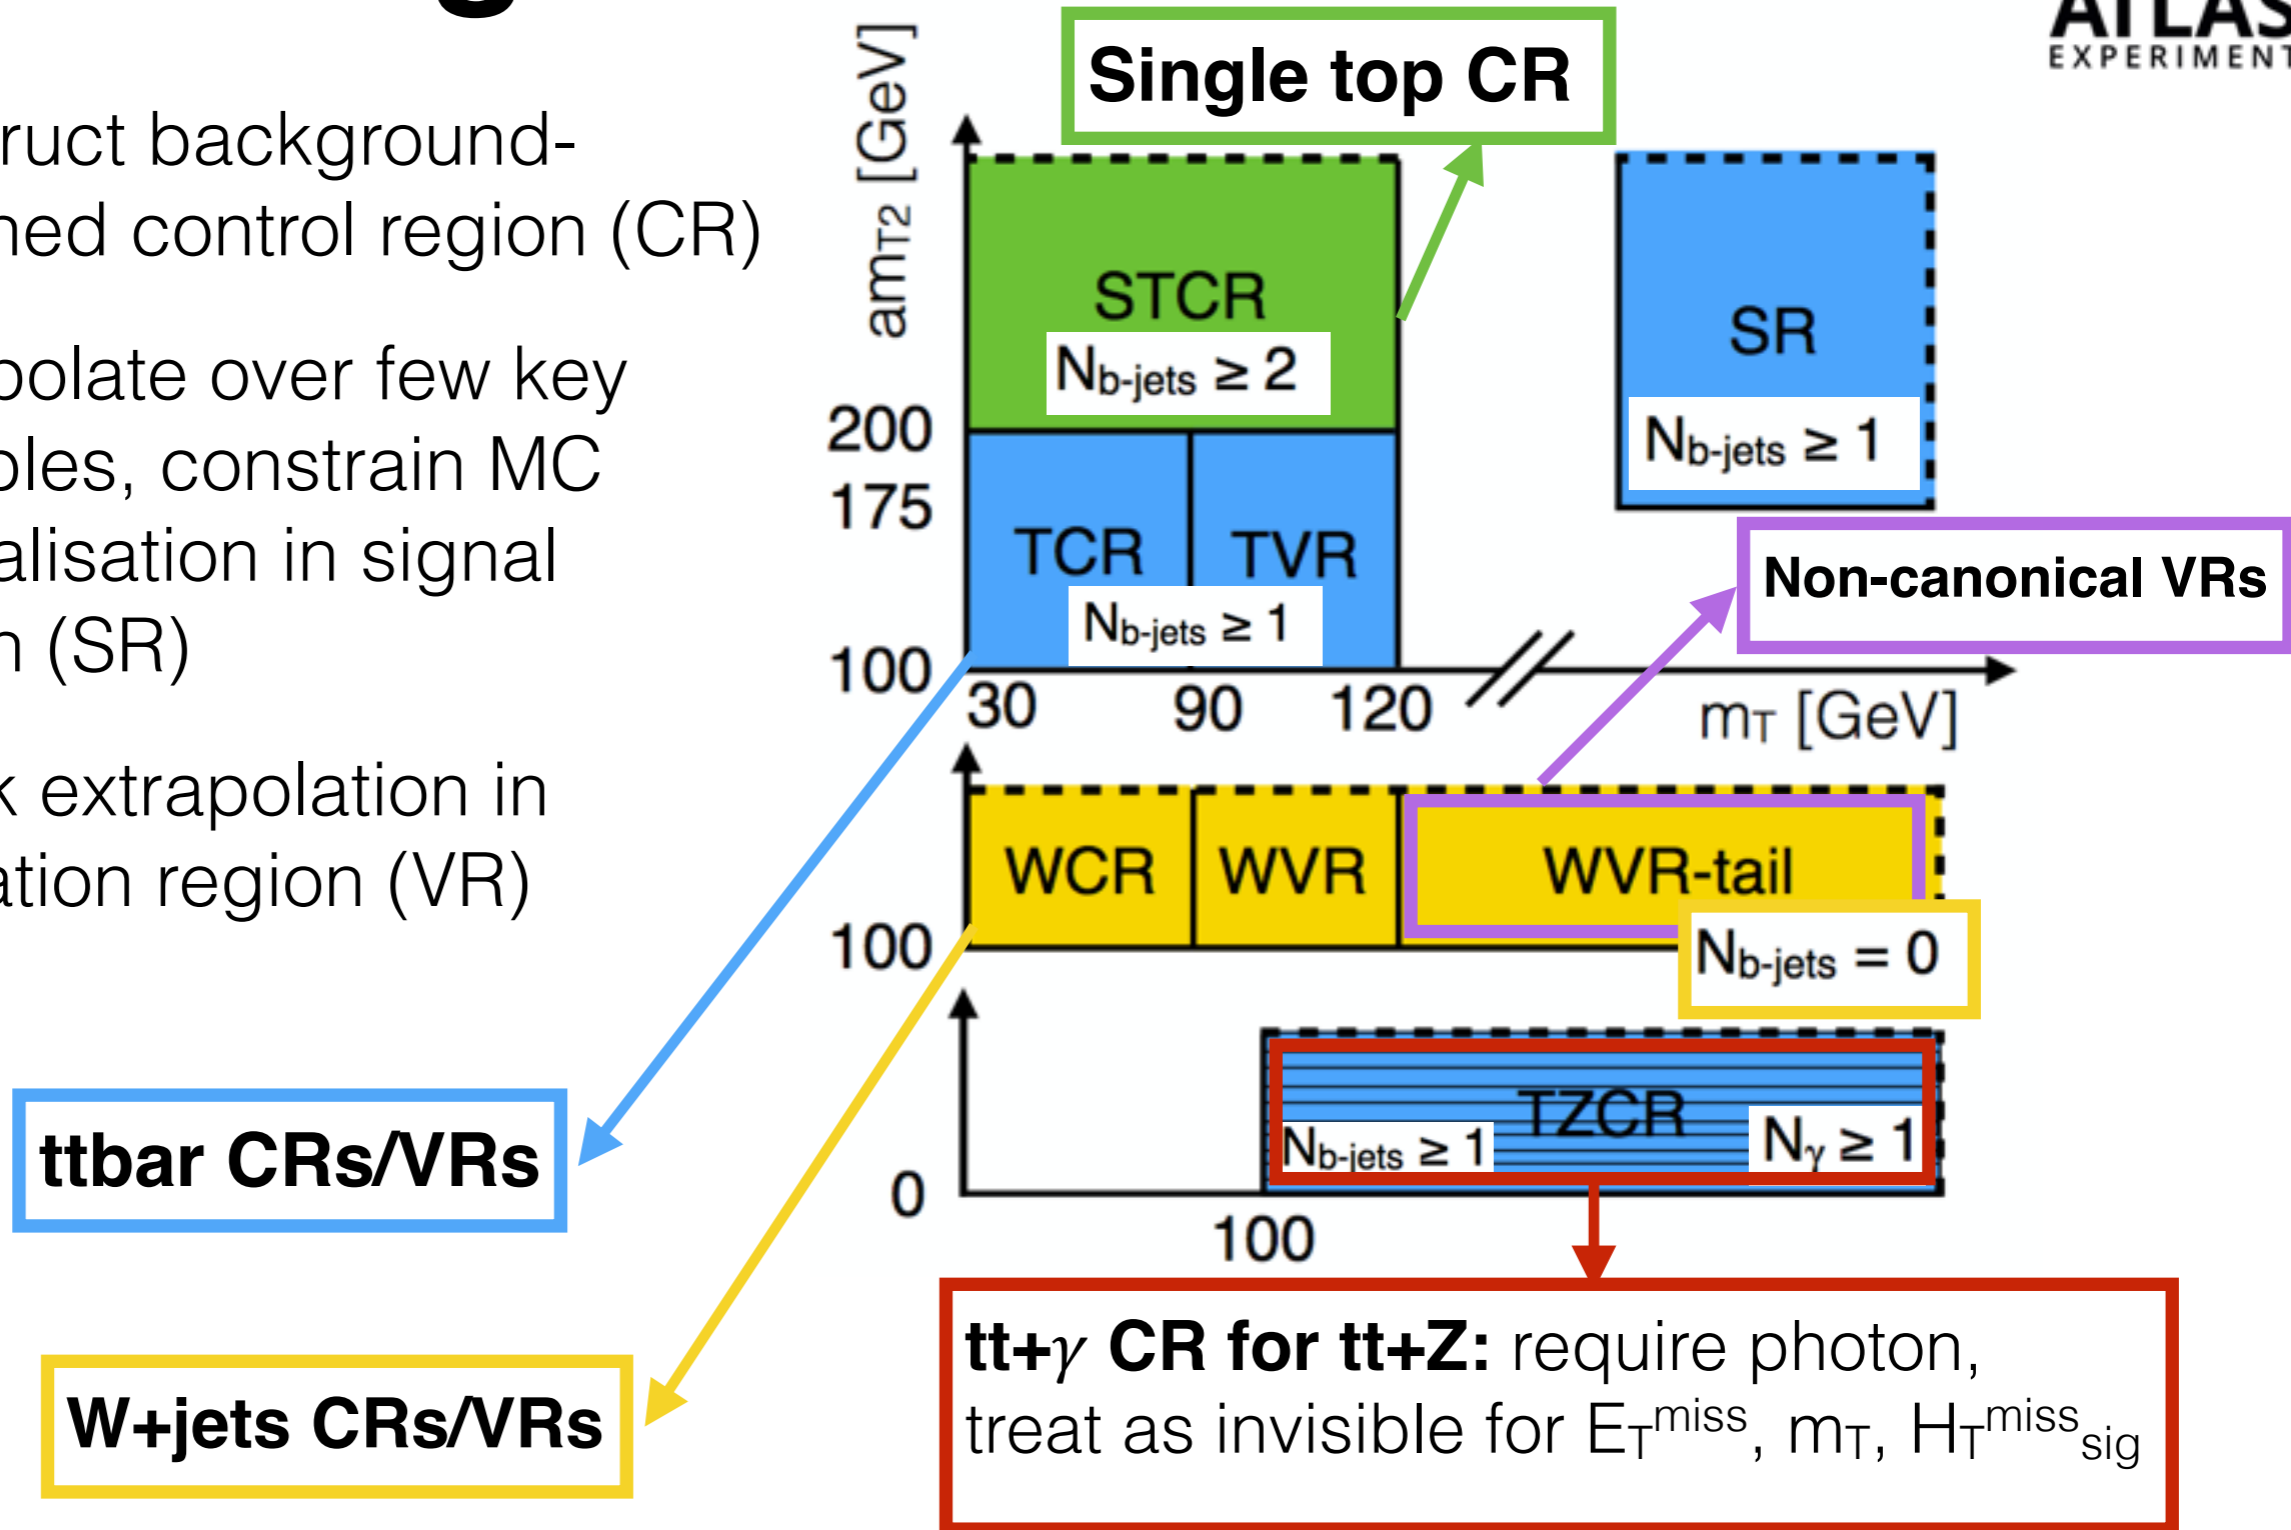 ATLAS
EXPERIMENT
ruct background-
ned control region (CR)
polate over few key
bles, constrain MC
alisation in signal
n (SR)
k extrapolation in
ation region (VR)
ttbar CRs/VRs
W+jets CRs/VRs
Single top CR
amT2 [GeV]
STCR
Nb-jets ≥ 2
SR
Nb-jets ≥ 1
200
175
TCR TVR
Nb-jets ≥ 1
100
30 90 120
mT [GeV]
Non-canonical VRs
WCR WVR WVR-tail
100
Nb-jets = 0
TZCR
Nb-jets ≥ 1
Nγ ≥ 1
0
100
tt+γ CR for tt+Z: require photon,
treat as invisible for ETmiss, mT, HTmisssig